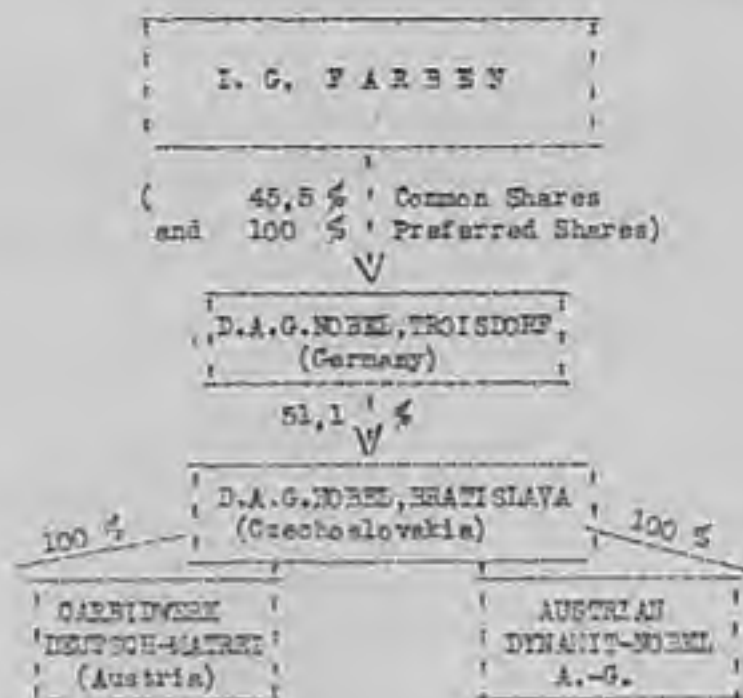 I. G. FARBEN
( 45,5 % Common Shares
and 100 % Preferred Shares)
D.A.G.NOBEL,TROISDORF
(Germany)
51,1 %
D.A.G.NOBEL,BRATISLAVA
(Czechoslovakia)
100 % 100 %
CARBIDWERK
DEUTSCH-MATREI
(Austria)
AUSTRIAN
DYNAMIT-NOBEL
A.-G.